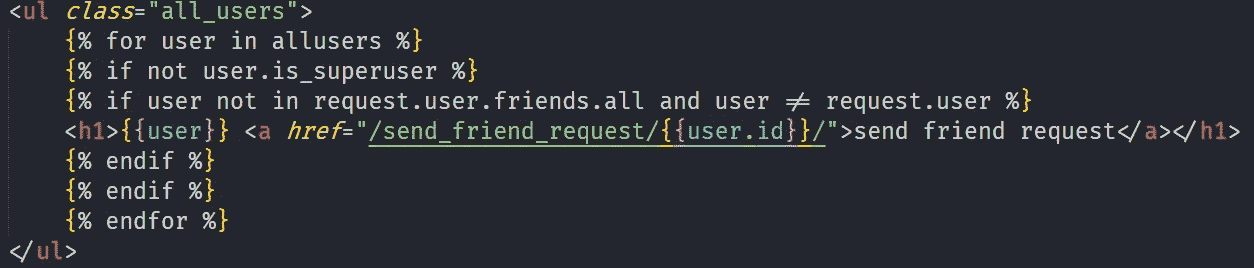 <ul class="all_users">
{% for user in allusers %}
{% if not user.is_superuser %}
{% if user not in request.user.friends.all and user != request.user %}
<h1>{{user}} <a href="/send_friend_request/{{user.id}}/">send friend request</a></h1>
{% endif %}
{% endif %}
{% endfor %}
</ul>